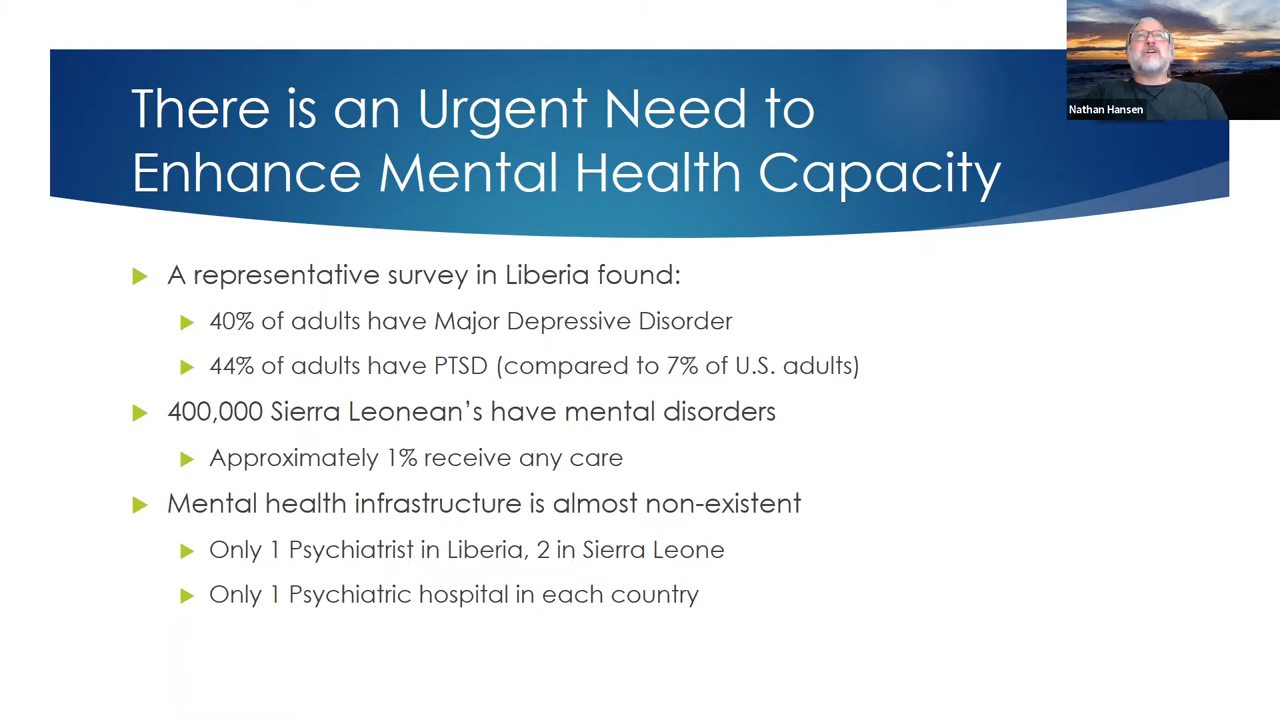 There is an Urgent Need to
Enhance Mental Health Capacity
Nathan Hansen
A representative survey in Liberia found:
40% of adults have Major Depressive Disorder
44% of adults have PTSD (compared to 7% of U.S. adults)
400,000 Sierra Leonean’s have mental disorders
Approximately 1% receive any care
Mental health infrastructure is almost non-existent
Only 1 Psychiatrist in Liberia, 2 in Sierra Leone
Only 1 Psychiatric hospital in each country